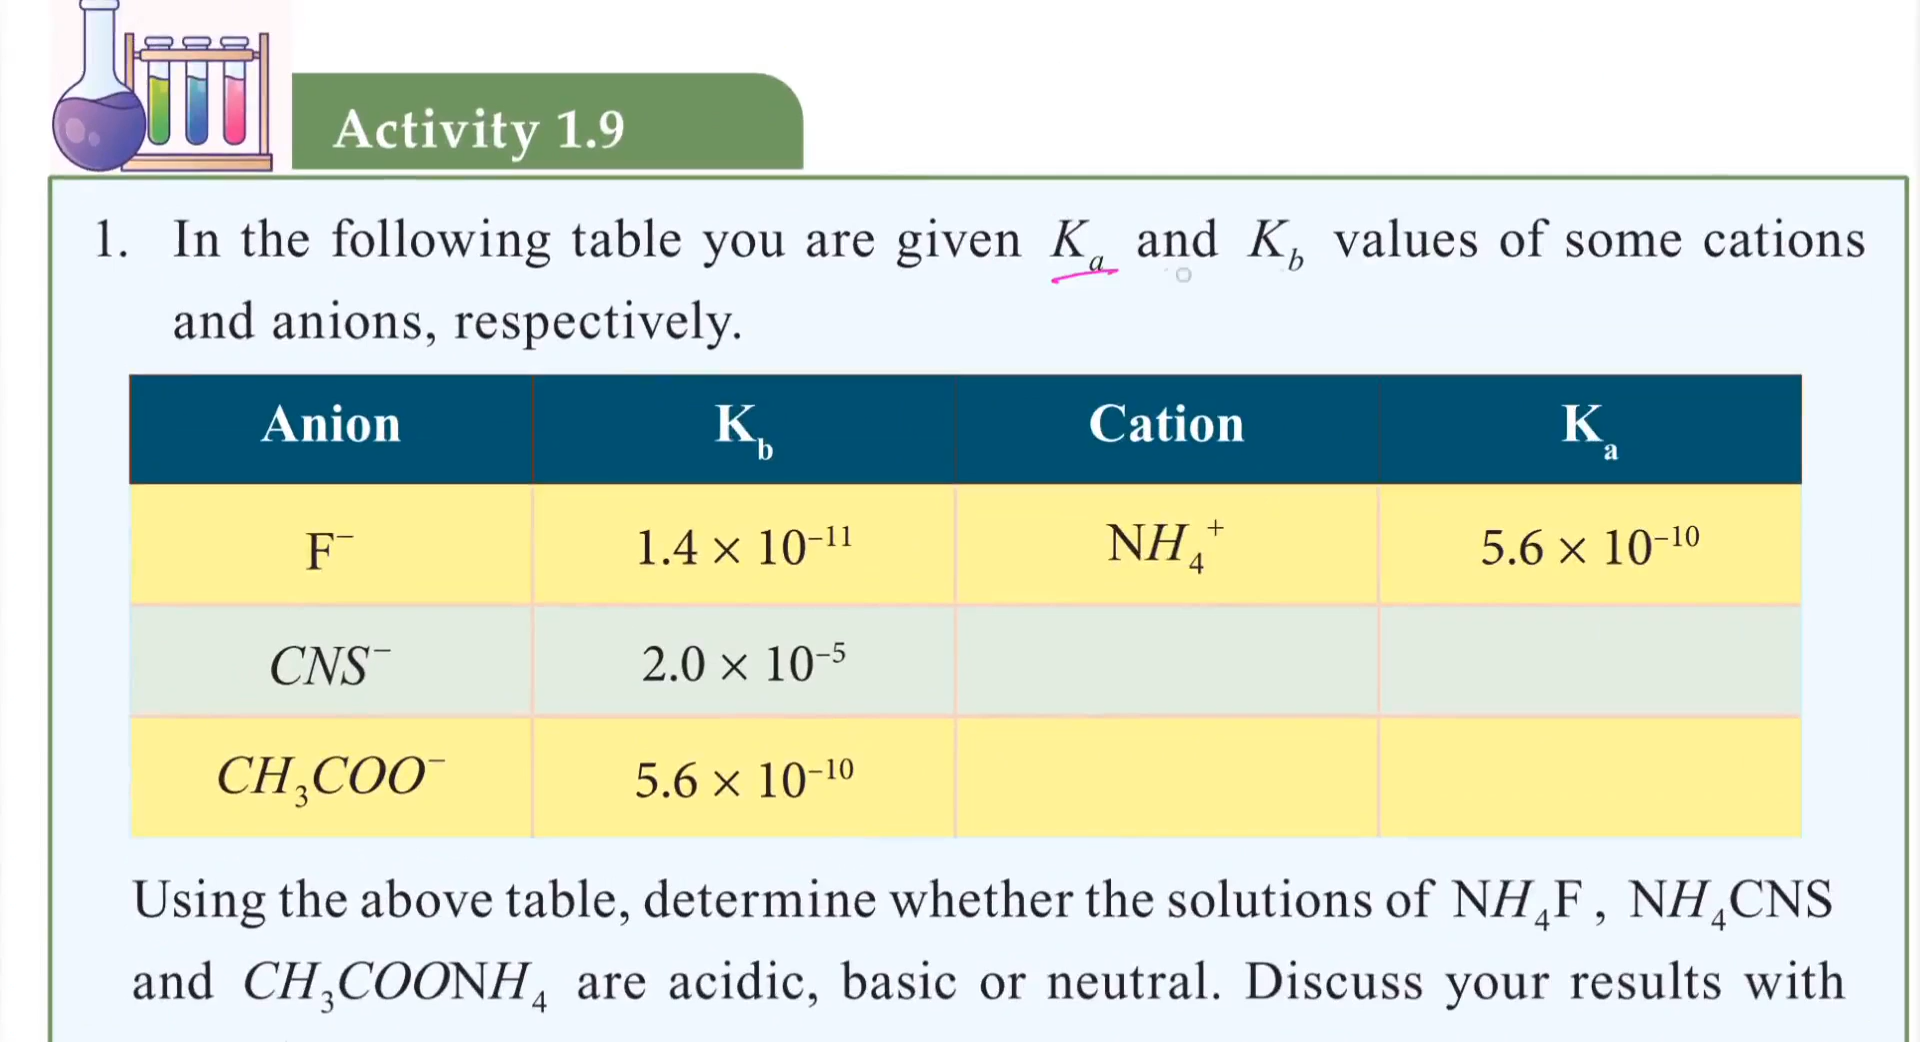 Activity 1.9
1. In the following table you are given Kₐ and K_b values of some cations
and anions, respectively.
Anion K_b Cation Kₐ
F⁻ 1.4 × 10⁻¹¹ NH₄⁺ 5.6 × 10⁻¹⁰
CNS⁻ 2.0 × 10⁻⁵
CH₃COO⁻ 5.6 × 10⁻¹⁰
Using the above table, determine whether the solutions of NH₄F, NH₄CNS
and CH₃COONH₄ are acidic, basic or neutral. Discuss your results with